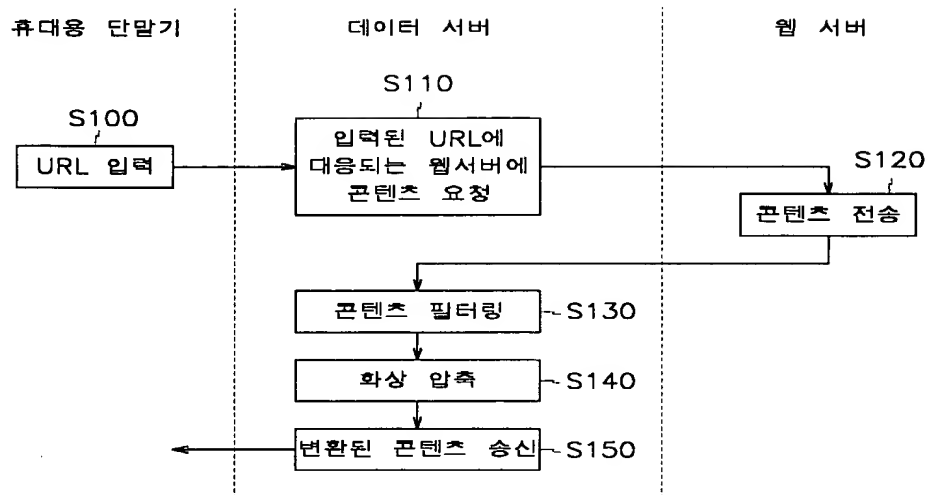 휴대용 단말기
데이터 서버
웹 서버
S110
S100
URL 입력
입력된 URL에
대응되는 웹서버에
콘텐츠 요청
S120
콘텐츠 전송
콘텐츠 필터링
S130
화상 압축
S140
변환된 콘텐츠 송신
S150